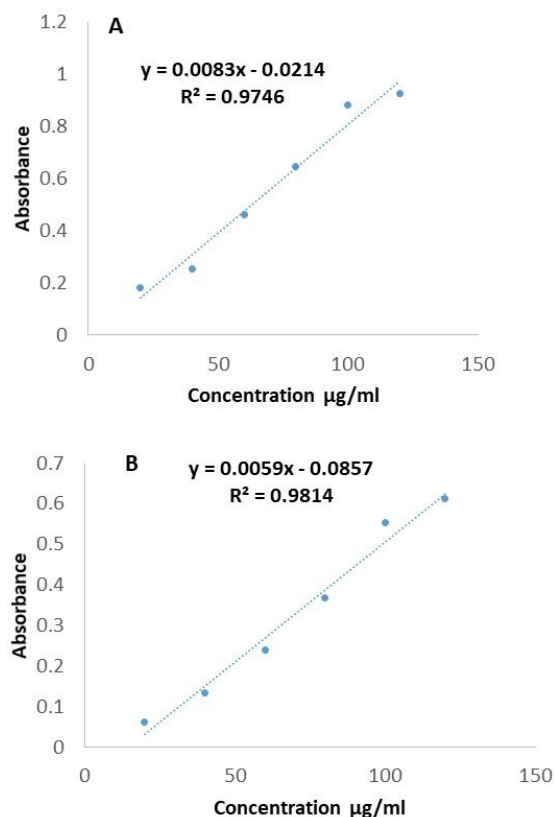 A
y = 0.0083x - 0.0214
R² = 0.9746
1.2
1
0.8
0.6
0.4
0.2
0
Absorbance
0 50 100 150
Concentration µg/ml
B
y = 0.0059x - 0.0857
R² = 0.9814
0.7
0.6
0.5
0.4
0.3
0.2
0.1
0
Absorbance
0 50 100 150
Concentration µg/ml